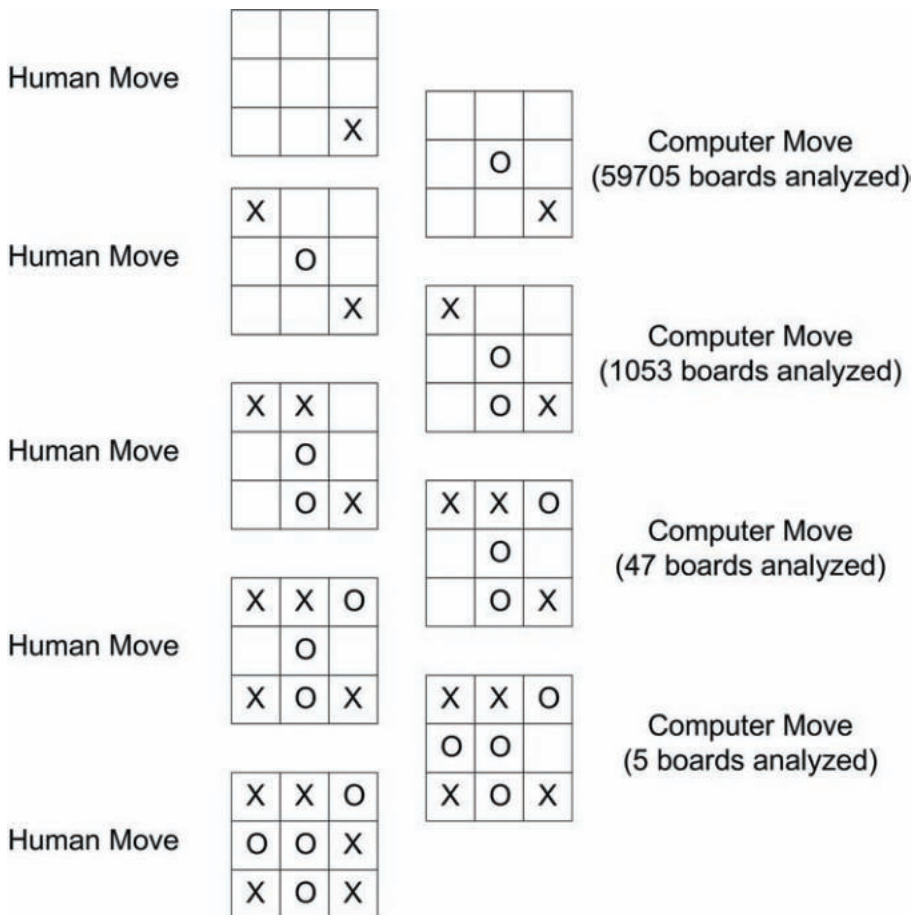 Human Move
X
Computer Move
(59705 boards analyzed)
O
X
Human Move
X
O
X
Computer Move
(1053 boards analyzed)
X
O
O X
Human Move
X X
O
O X
Computer Move
(47 boards analyzed)
X X O
O
O X
Human Move
X X O
O
X O X
Computer Move
(5 boards analyzed)
X X O
O O
X O X
Human Move
X X O
O O X
X O X